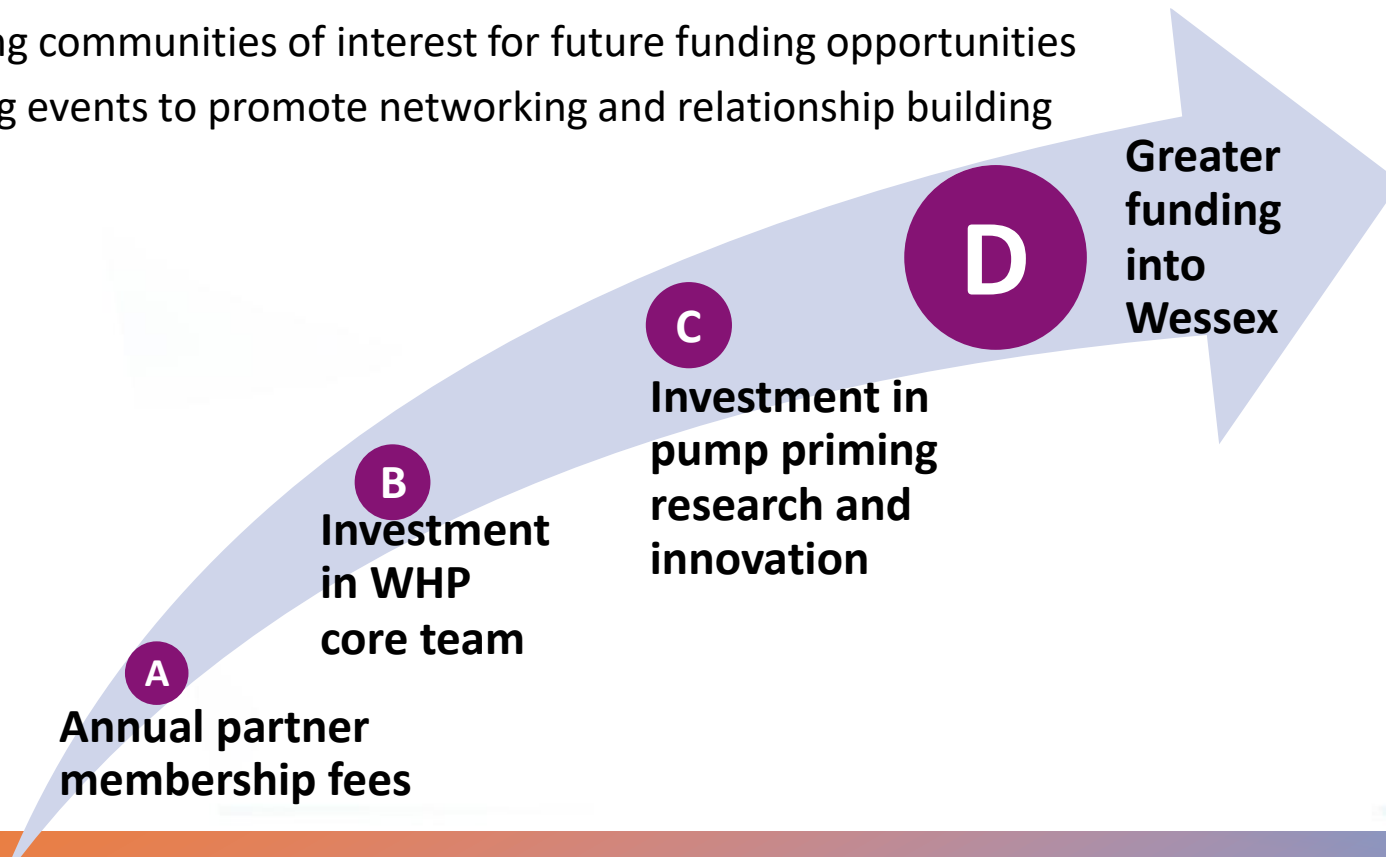 ng communities of interest for future funding opportunities
g events to promote networking and relationship building
Greater
funding
into
Wessex
D
C
Investment in
pump priming
research and
innovation
B
Investment
in WHP
core team
A
Annual partner
membership fees